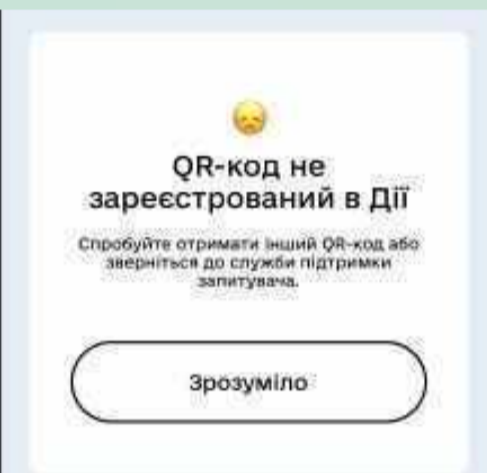 QR-код не
зареєстрований в Дії
Спробуйте отримати інший QR-код або
зверніться до служби підтримки
запитувача.
Зрозуміло